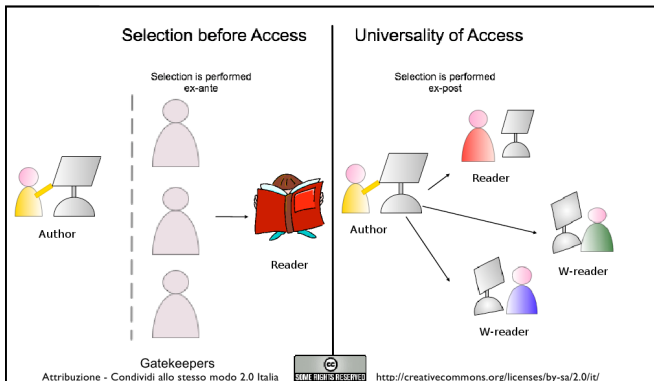 Selection before Access
Selection is performed
ex-ante
Author
Reader
Gatekeepers
Universality of Access
Selection is performed
ex-post
Reader
Author
W-reader
W-reader
Attribuzione - Condividi allo stesso modo 2.0 Italia
cc
SOME RIGHTS RESERVED
http://creativecommons.org/licenses/by-sa/2.0/it/